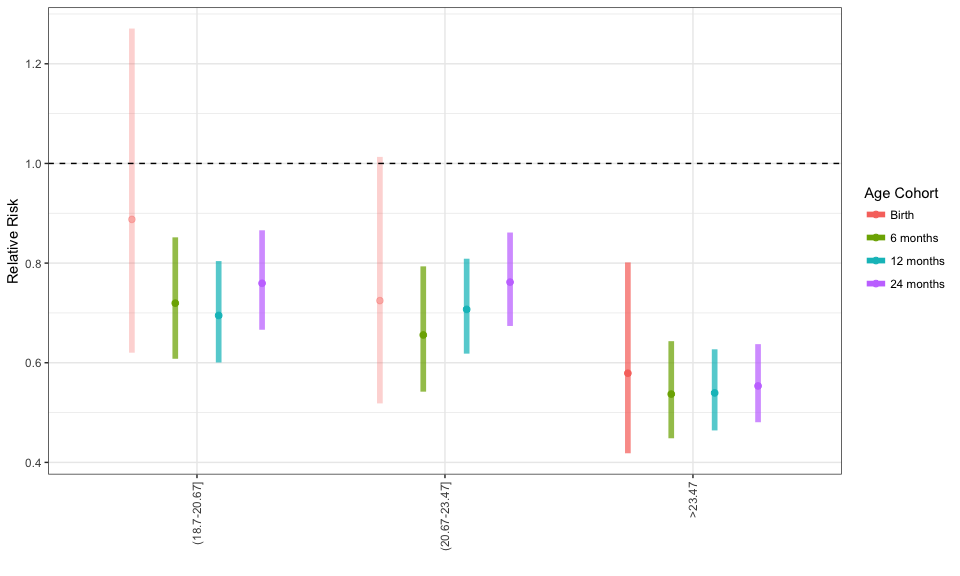 Relative Risk
1.2
1.0
0.8
0.6
0.4
(18.7-20.67]
(20.67-23.47]
>23.47
Age Cohort
Birth
6 months
12 months
24 months